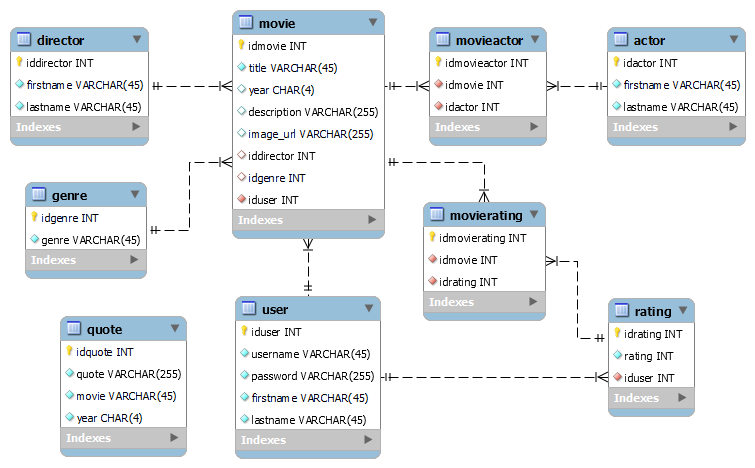 director
iddirector INT
firstname VARCHAR(45)
lastname VARCHAR(45)
Indexes
movie
idmovie INT
title VARCHAR(45)
year CHAR(4)
description VARCHAR(255)
image_url VARCHAR(255)
iddirector INT
idgenre INT
iduser INT
Indexes
movieactor
idmovieactor INT
idmovie INT
idactor INT
Indexes
actor
idactor INT
firstname VARCHAR(45)
lastname VARCHAR(45)
Indexes
genre
idgenre INT
genre VARCHAR(45)
Indexes
movierating
idmovierating INT
idmovie INT
idrating INT
Indexes
quote
idquote INT
quote VARCHAR(255)
movie VARCHAR(45)
year CHAR(4)
Indexes
user
iduser INT
username VARCHAR(45)
password VARCHAR(255)
firstname VARCHAR(45)
lastname VARCHAR(45)
Indexes
rating
idrating INT
rating INT
iduser INT
Indexes